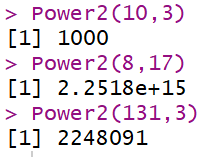 > Power2(10,3)
[1] 1000
> Power2(8,17)
[1] 2.2518e+15
> Power2(131,3)
[1] 2248091